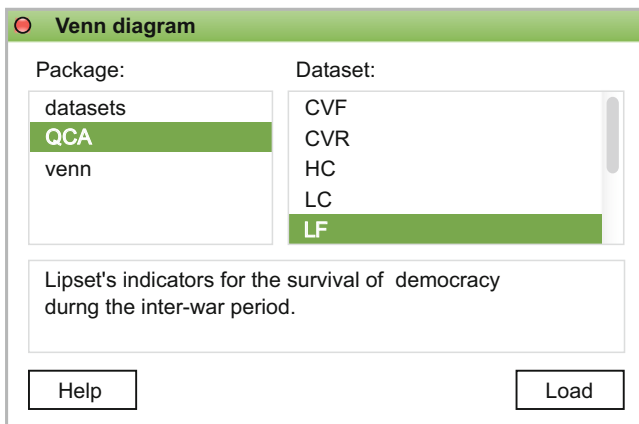 Venn diagram
Package:
Dataset:
datasets
QCA
venn
CVF
CVR
HC
LC
LF
Lipset's indicators for the survival of democracy
durng the inter-war period.
Help
Load